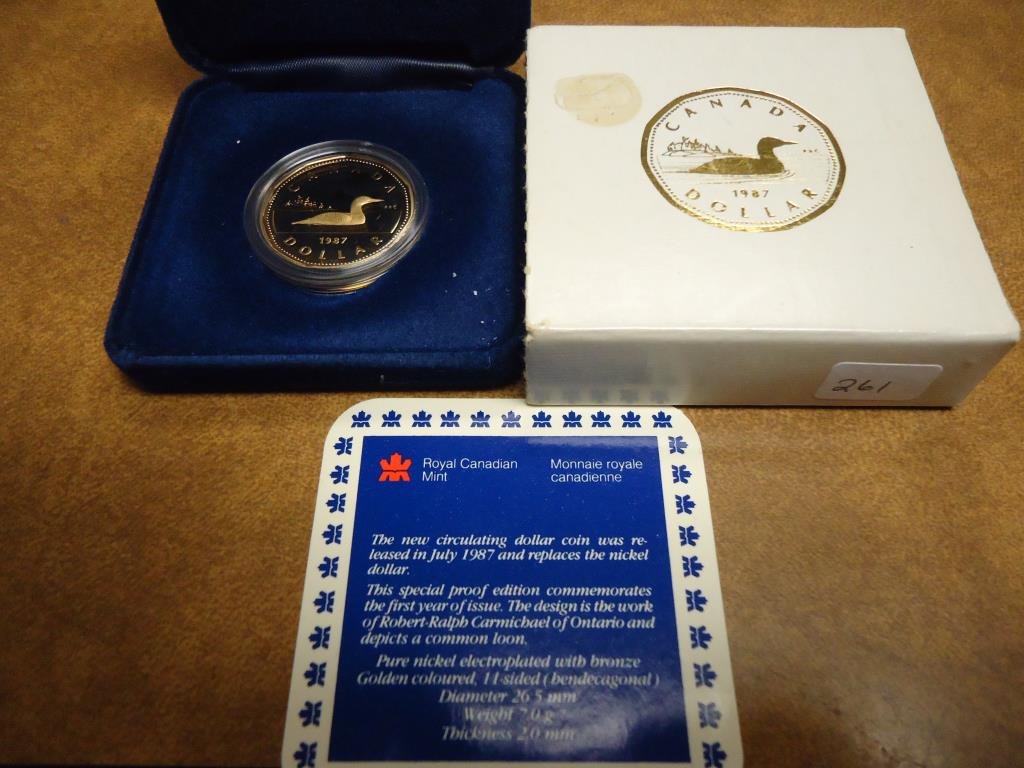 CANADA
1987
DOLLAR
CANADA
1987
DOLLAR
261
Royal Canadian
Mint
Monnaie royale
canadienne
The new circulating dollar coin was re-
leased in July 1987 and replaces the nickel
dollar.
This special proof edition commemorates
the first year of issue. The design is the work
of Robert-Ralph Carmichael of Ontario and
depicts a common loon.
Pure nickel electroplated with bronze
Golden coloured, 11-sided (hendecagonal)
Diameter 26.5 mm
Weight 7.0 g
Thickness 2.0 mm